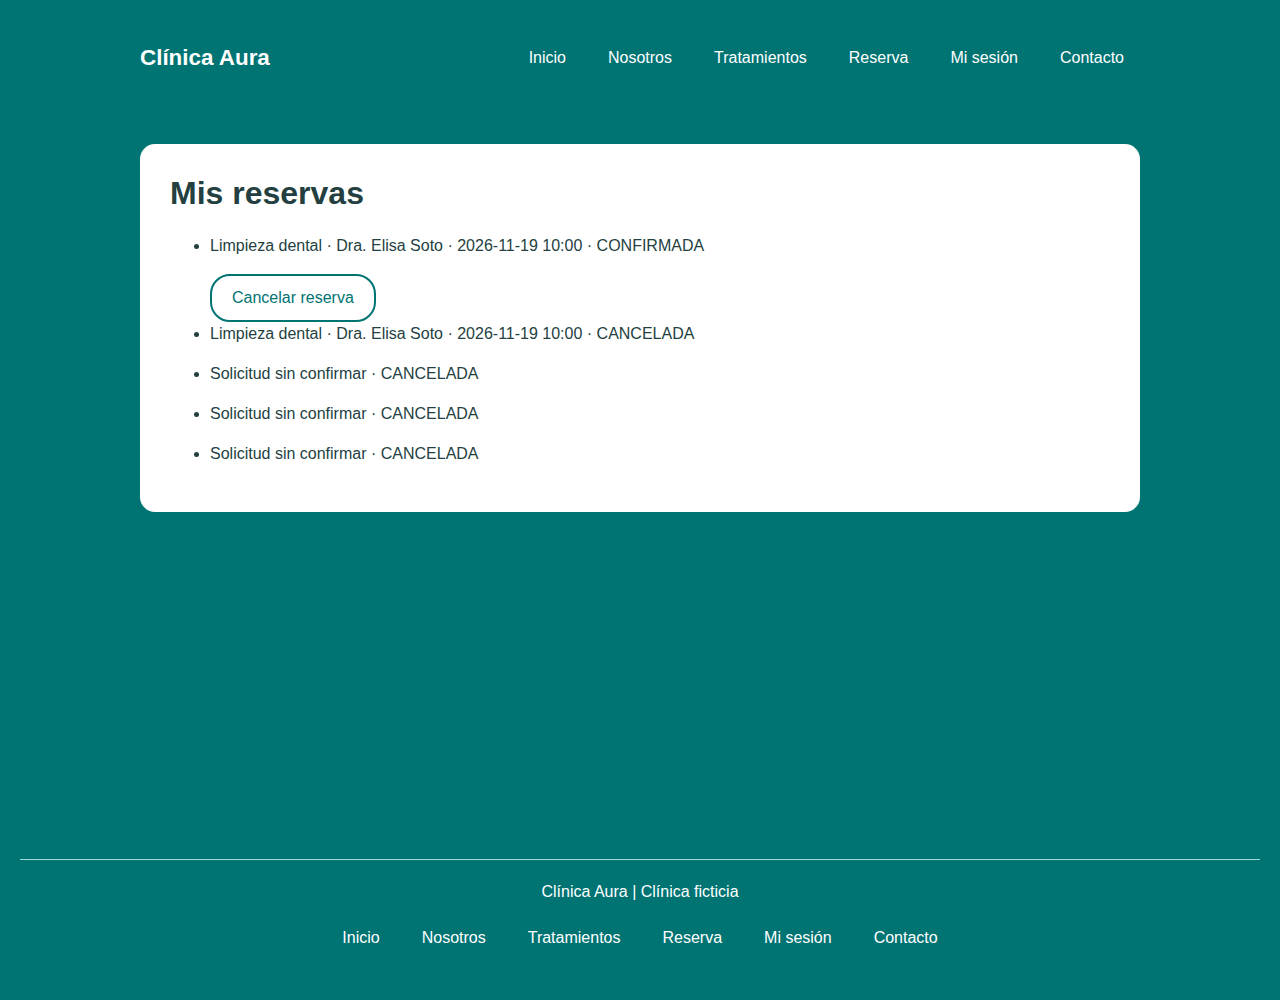 Clínica Aura
Inicio Nosotros Tratamientos Reserva Mi sesión Contacto
Mis reservas
Limpieza dental · Dra. Elisa Soto · 2026-11-19 10:00 · CONFIRMADA
Cancelar reserva
Limpieza dental · Dra. Elisa Soto · 2026-11-19 10:00 · CANCELADA
Solicitud sin confirmar · CANCELADA
Solicitud sin confirmar · CANCELADA
Solicitud sin confirmar · CANCELADA
Clínica Aura | Clínica ficticia
Inicio Nosotros Tratamientos Reserva Mi sesión Contacto